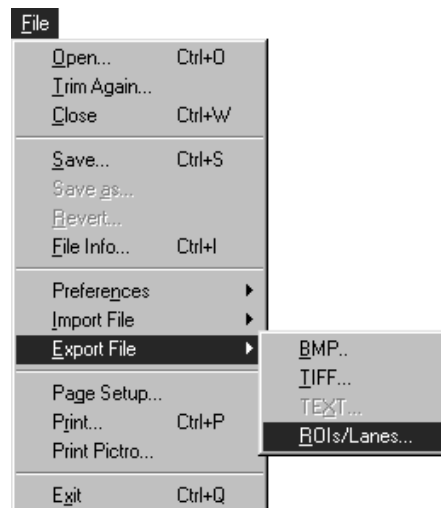 File
Open... Ctrl+O
Trim Again...
Close Ctrl+W
Save... Ctrl+S
Save as...
Revert...
File Info... Ctrl+I
Preferences
Import File
Export File
BMP..
TIFF...
TEXT...
ROIs/Lanes...
Page Setup...
Print... Ctrl+P
Print Pictro...
Exit Ctrl+Q